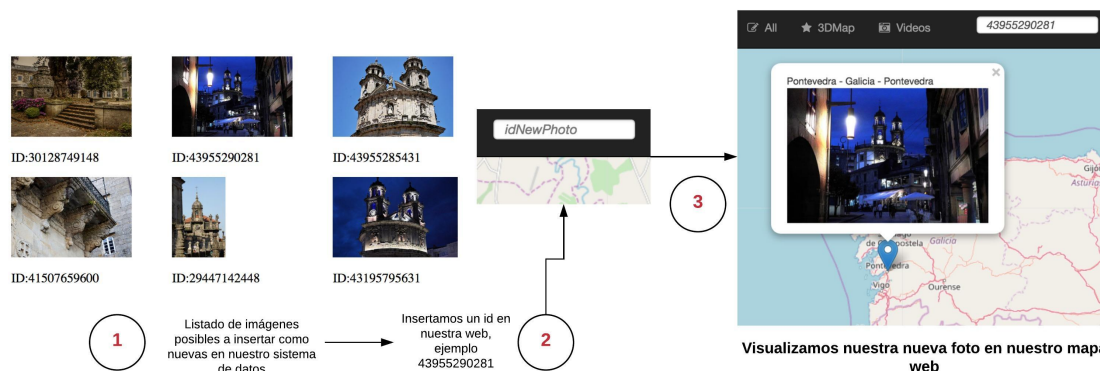 ID:30128749148
ID:43955290281
ID:43955285431
ID:41507659600
ID:29447142448
ID:43195795631
1
Listado de imágenes
posibles a insertar como
nuevas en nuestro sistema
de datos
Insertamos un id en
nuestra web,
ejemplo
43955290281
2
idNewPhoto
3
All
3DMap
Videos
43955290281
Pontevedra - Galicia - Pontevedra
×
Gijó
Asturias
Galicia
Pontevedra
Vigo
Ourense
Visualizamos nuestra nueva foto en nuestro mapa
web